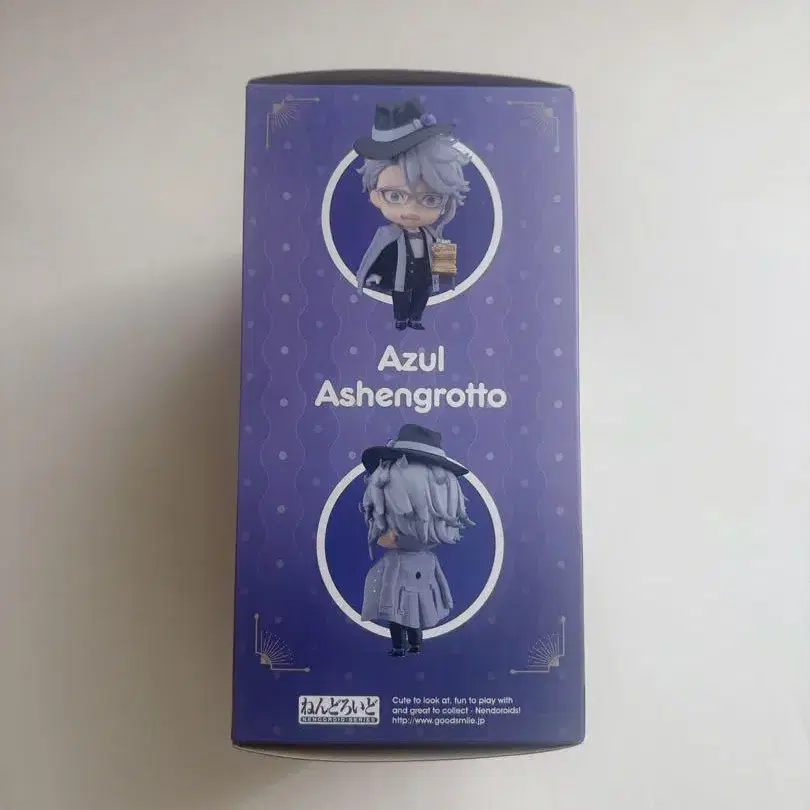 Azul
Ashengrotto
ねんどろいど
NENDOROID SERIES
Cute to look at, fun to play with
and great to collect - Nendoroids!
http://www.goodsmile.jp